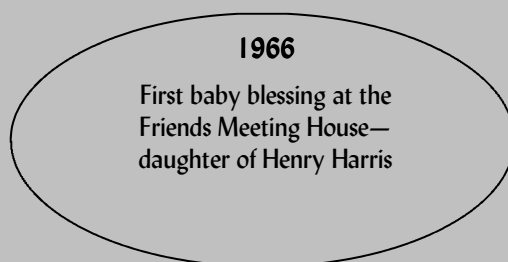 1966
First baby blessing at the
Friends Meeting House—
daughter of Henry Harris